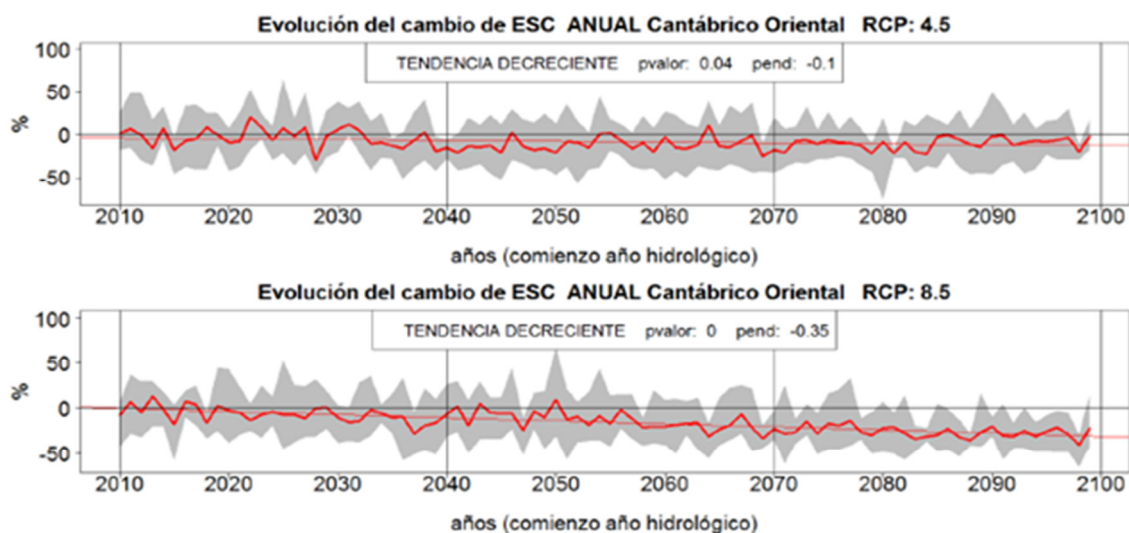 Evolución del cambio de ESC ANUAL Cantábrico Oriental RCP: 4.5
TENDENCIA DECRECIENTE pvalor: 0.04 pend: -0.1
100
50
0
-50
%
2010 2020 2030 2040 2050 2060 2070 2080 2090 2100
años (comienzo año hidrológico)
Evolución del cambio de ESC ANUAL Cantábrico Oriental RCP: 8.5
TENDENCIA DECRECIENTE pvalor: 0 pend: -0.35
100
50
0
-50
%
2010 2020 2030 2040 2050 2060 2070 2080 2090 2100
años (comienzo año hidrológico)